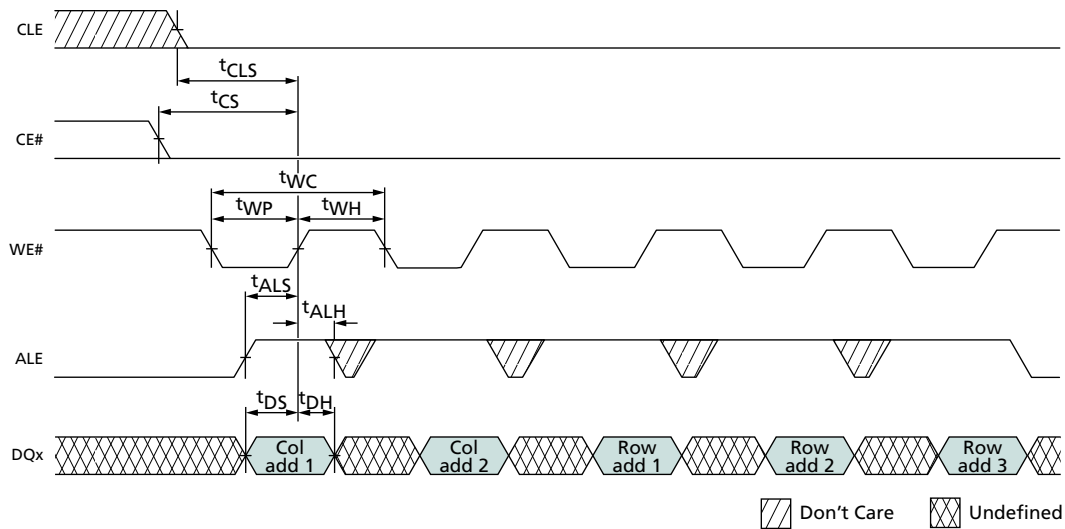 CLE
tCLS
tCS
CE#
tWC
tWP
tWH
WE#
tALS
tALH
ALE
tDS
tDH
DQx
Col
add 1
Col
add 2
Row
add 1
Row
add 2
Row
add 3
Don't Care
Undefined